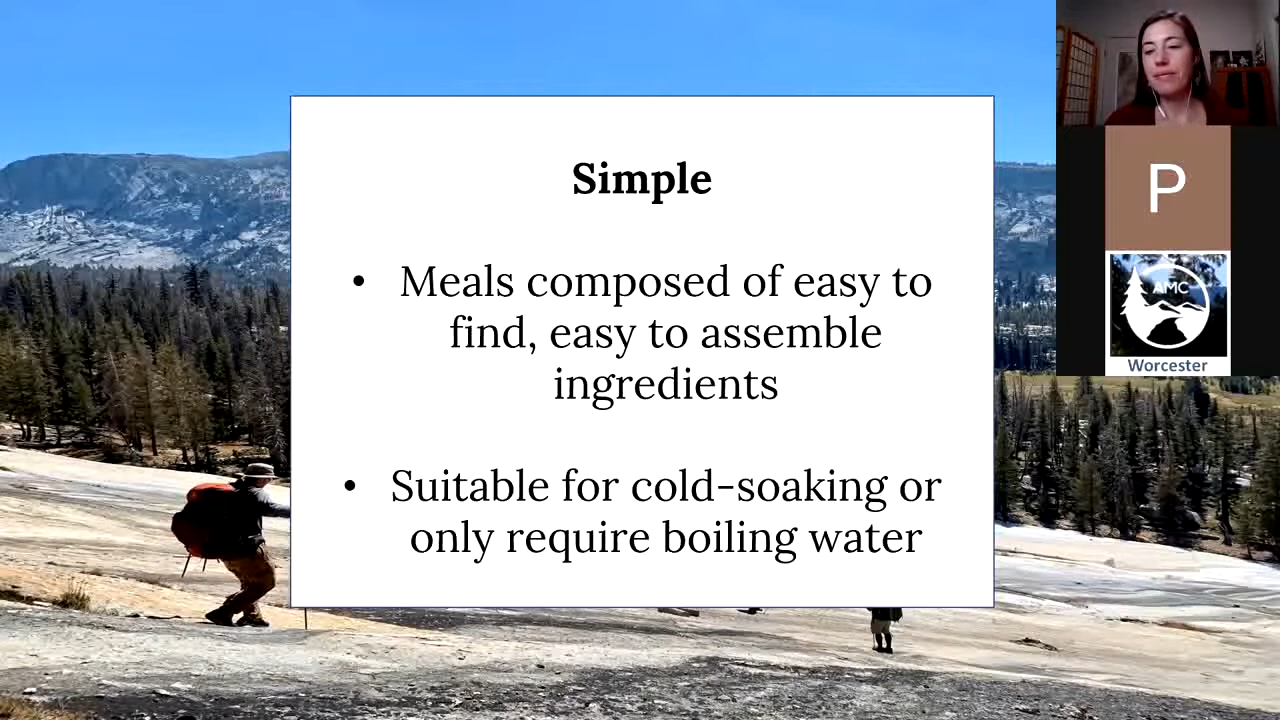 Simple
• Meals composed of easy to
find, easy to assemble
ingredients
• Suitable for cold-soaking or
only require boiling water
P
AMC
Worcester